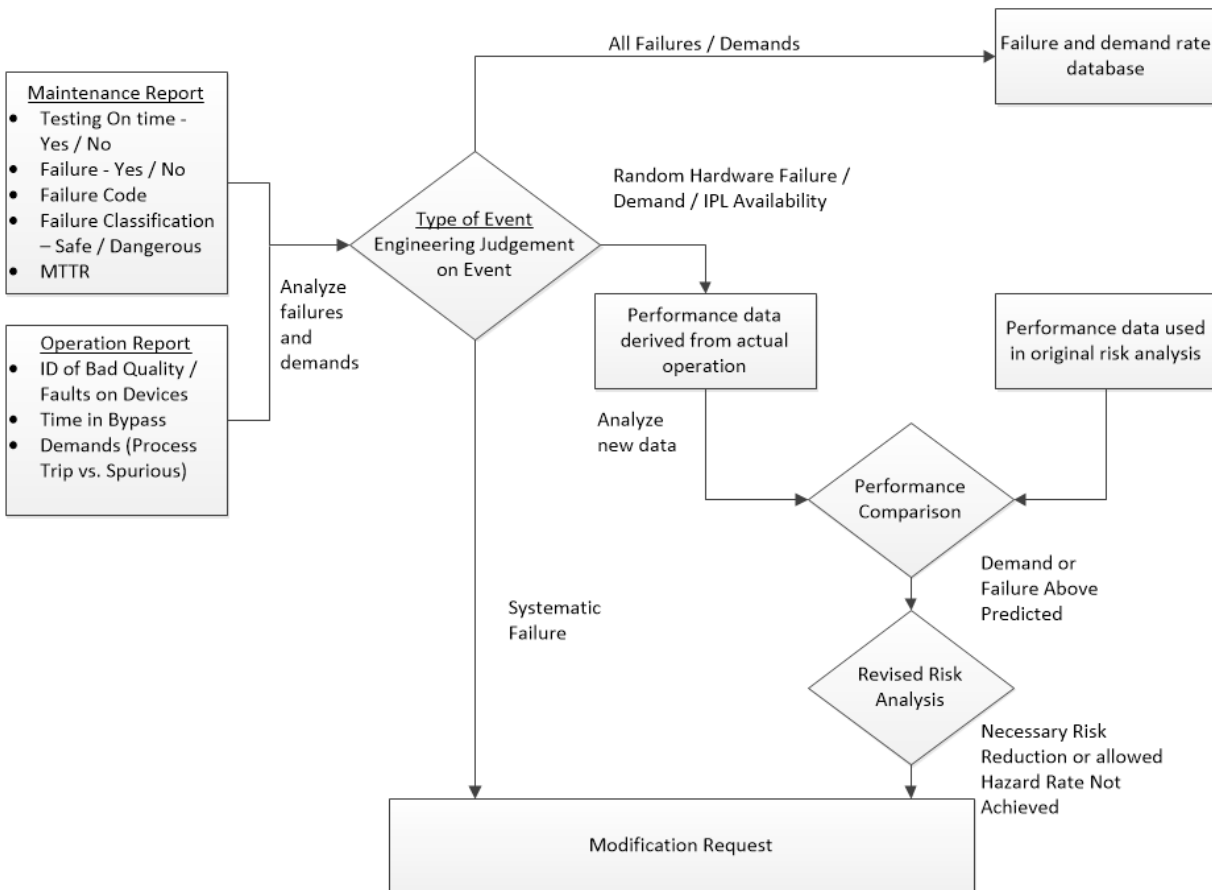 All Failures / Demands
Failure and demand rate
database
Maintenance Report
• Testing On time -
Yes / No
• Failure - Yes / No
• Failure Code
• Failure Classification
– Safe / Dangerous
• MTTR
Random Hardware Failure /
Demand / IPL Availability
Type of Event
Engineering Judgement
on Event
Analyze
failures
and
demands
Operation Report
• ID of Bad Quality /
Faults on Devices
• Time in Bypass
• Demands (Process
Trip vs. Spurious)
Performance data
derived from actual
operation
Performance data used
in original risk analysis
Analyze
new data
Performance
Comparison
Demand or
Failure Above
Predicted
Systematic
Failure
Revised Risk
Analysis
Necessary Risk
Reduction or allowed
Hazard Rate Not
Achieved
Modification Request